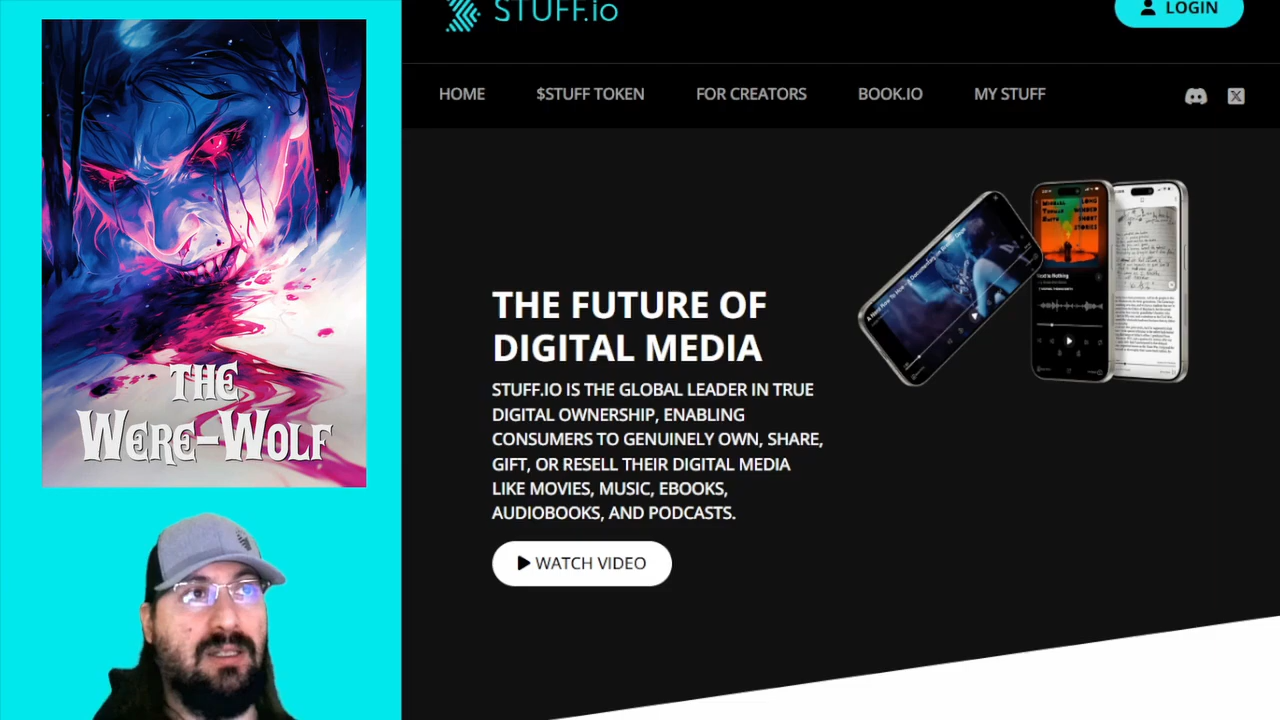 STUFF.io
LOGIN
HOME
$STUFF TOKEN
FOR CREATORS
BOOK.IO
MY STUFF
THE
WERE-WOLF
THE FUTURE OF
DIGITAL MEDIA
STUFF.IO IS THE GLOBAL LEADER IN TRUE
DIGITAL OWNERSHIP, ENABLING
CONSUMERS TO GENUINELY OWN, SHARE,
GIFT, OR RESELL THEIR DIGITAL MEDIA
LIKE MOVIES, MUSIC, EBOOKS,
AUDIOBOOKS, AND PODCASTS.
WATCH VIDEO